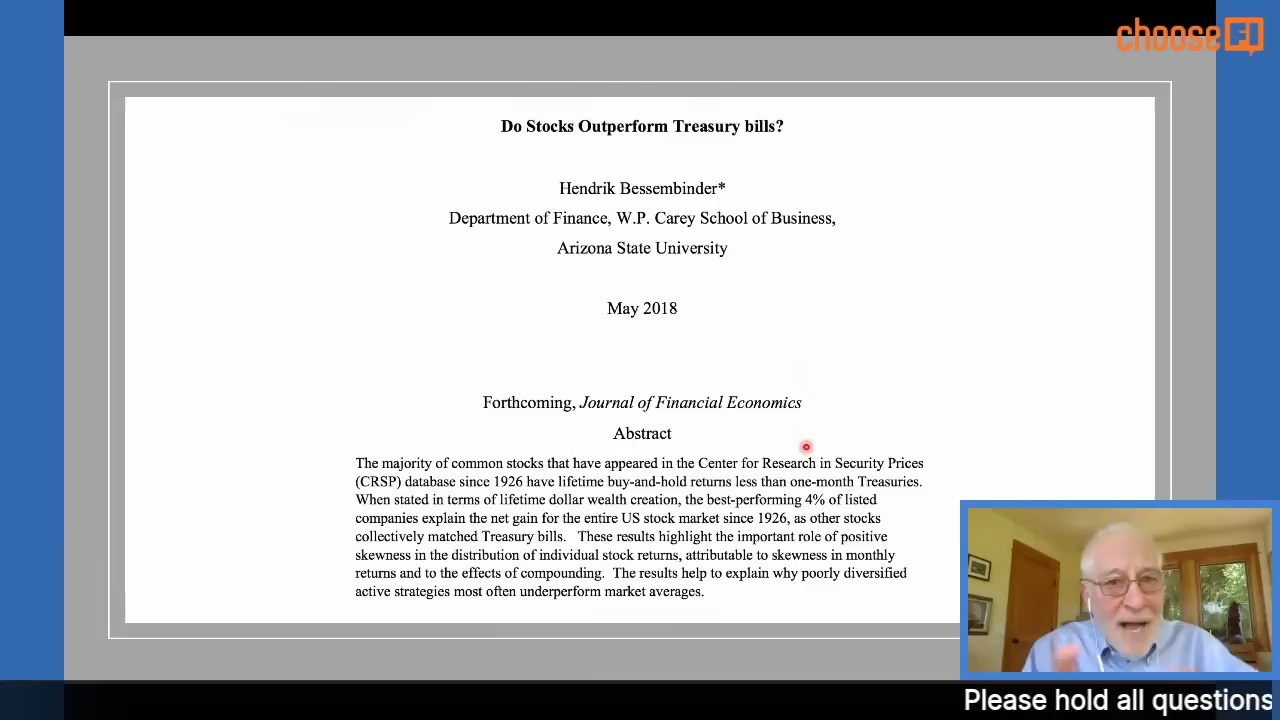 chooseFI
Do Stocks Outperform Treasury bills?
Hendrik Bessembinder*
Department of Finance, W.P. Carey School of Business,
Arizona State University
May 2018
Forthcoming, Journal of Financial Economics
Abstract
The majority of common stocks that have appeared in the Center for Research in Security Prices
(CRSP) database since 1926 have lifetime buy-and-hold returns less than one-month Treasuries.
When stated in terms of lifetime dollar wealth creation, the best-performing 4% of listed
companies explain the net gain for the entire US stock market since 1926, as other stocks
collectively matched Treasury bills. These results highlight the important role of positive
skewness in the distribution of individual stock returns, attributable to skewness in monthly
returns and to the effects of compounding. The results help to explain why poorly diversified
active strategies most often underperform market averages.
Please hold all questions